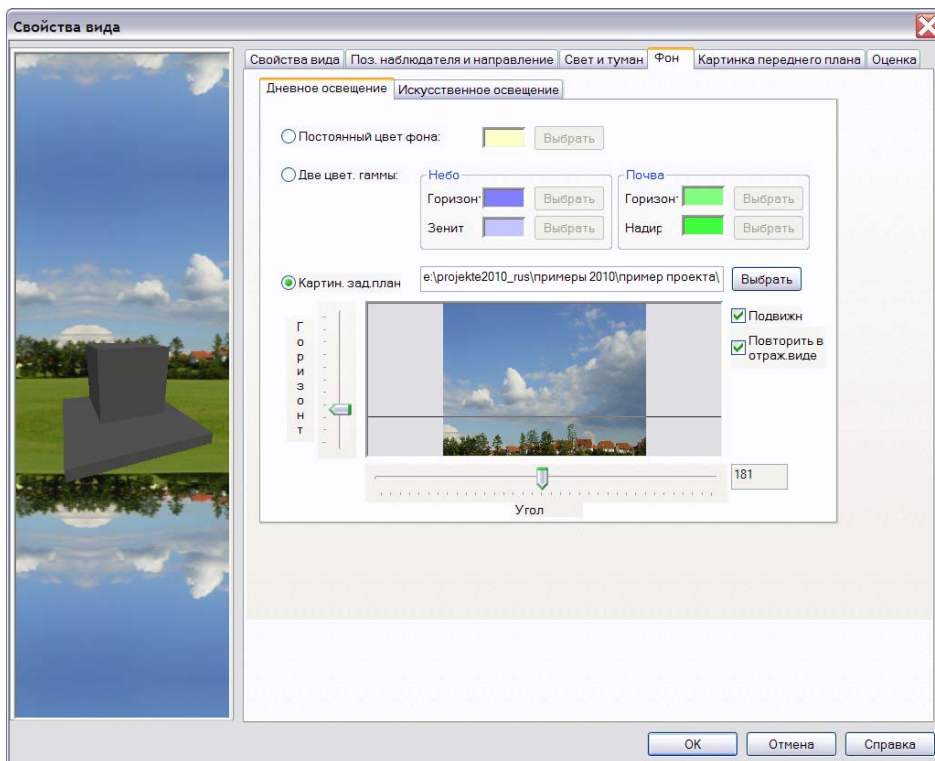 Свойства вида
Свойства вида Поз. наблюдателя и направление Свет и туман Фон Картинка переднего плана Оценка
Дневное освещение Искусственное освещение
Постоянный цвет фона: Выбрать
Две цвет. гаммы: Небо Почва
Горизон Выбрать Горизон Выбрать
Зенит Выбрать Надир Выбрать
Картин. зад.план e:\projekte2010_rus\примеры 2010\пример проекта\ Выбрать
Горизонт
Подвижн
Повторить в
отраж.виде
181
Угол
OK Отмена Справка